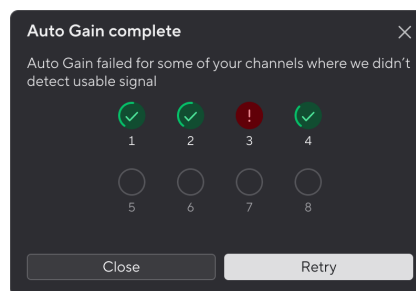 Auto Gain complete
Auto Gain failed for some of your channels where we didn't
detect usable signal
!
1 2 3 4
5 6 7 8
Close Retry